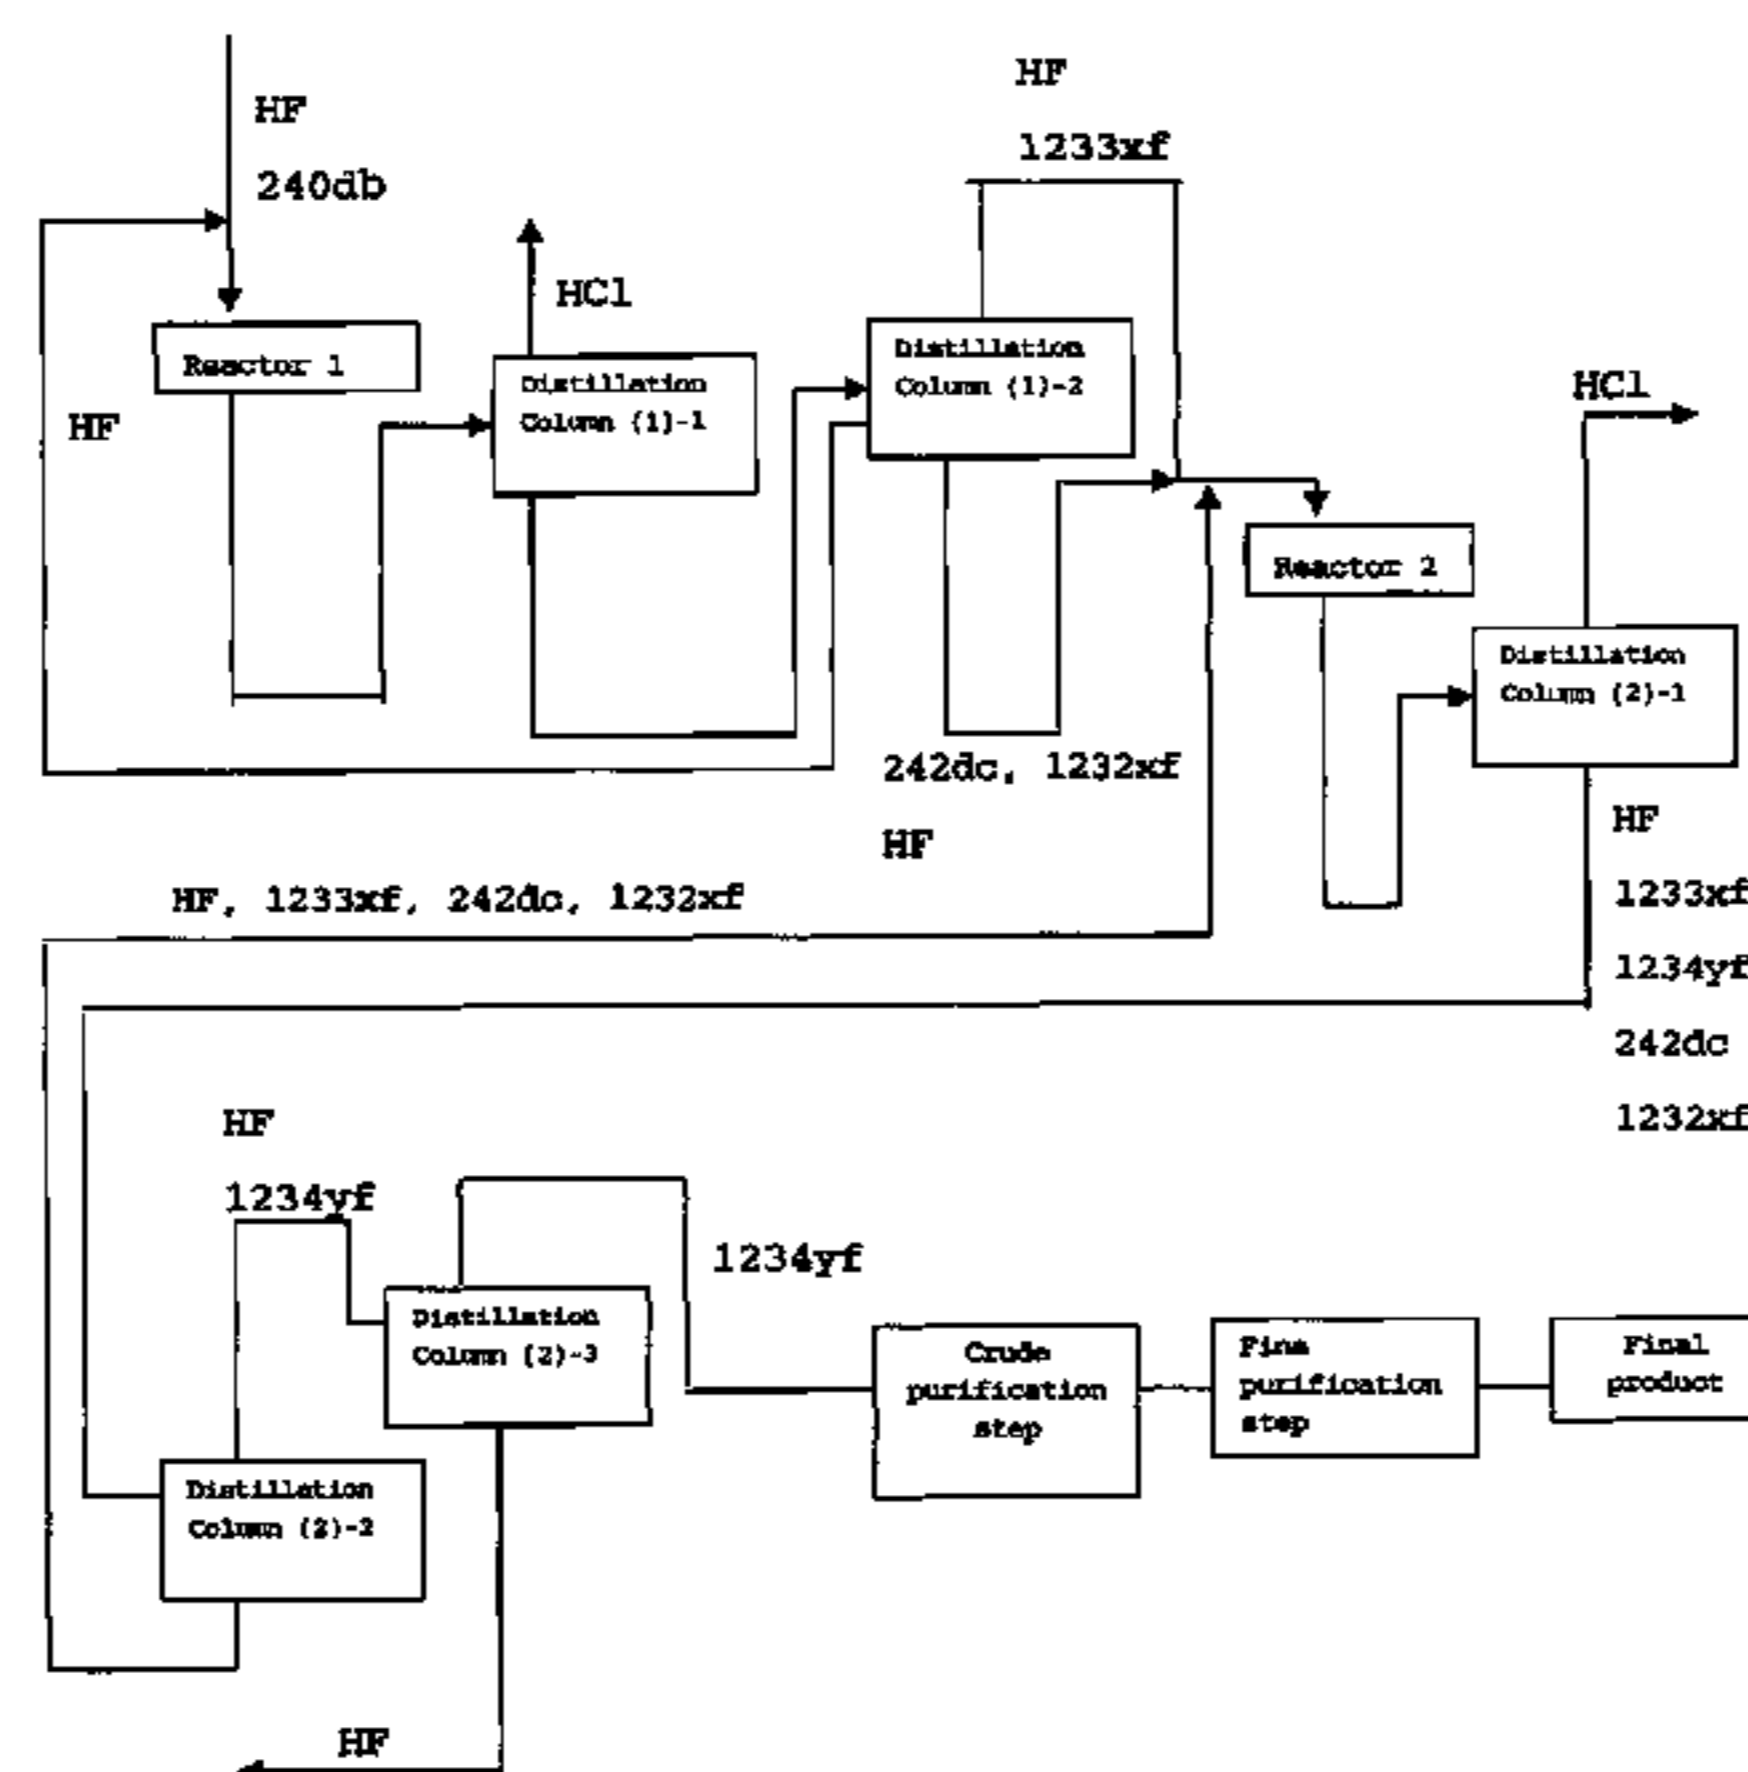 HF
240db
HF
1233xf
HCl
HCl
Reactor 1
HF
Distillation
Column (1)-1
Distillation
Column (1)-2
Reactor 2
Distillation
Column (2)-1
242dc, 1232xf
HF
HF
1233xf
1234yf
242dc
1232xf
HF, 1233xf, 242dc, 1232xf
HF
1234yf
1234yf
Distillation
Column (2)-3
Crude
purification
step
Fine
purification
step
Final
product
Distillation
Column (2)-2
HF